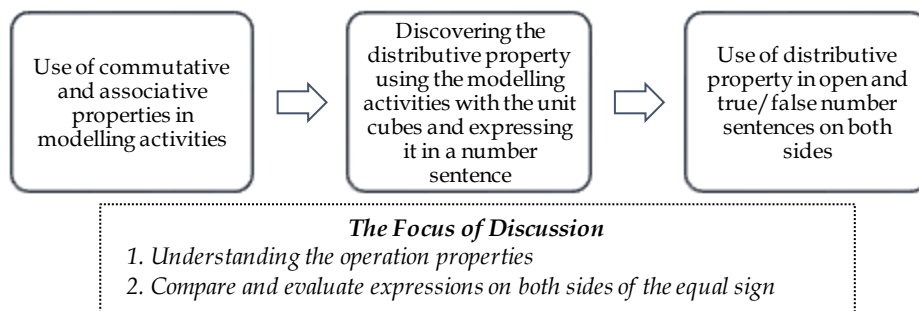 Use of commutative
and associative
properties in
modelling activities
Discovering the
distributive property
using the modelling
activities with the unit
cubes and expressing
it in a number
sentence
Use of distributive
property in open and
true/false number
sentences on both
sides
The Focus of Discussion
1. Understanding the operation properties
2. Compare and evaluate expressions on both sides of the equal sign